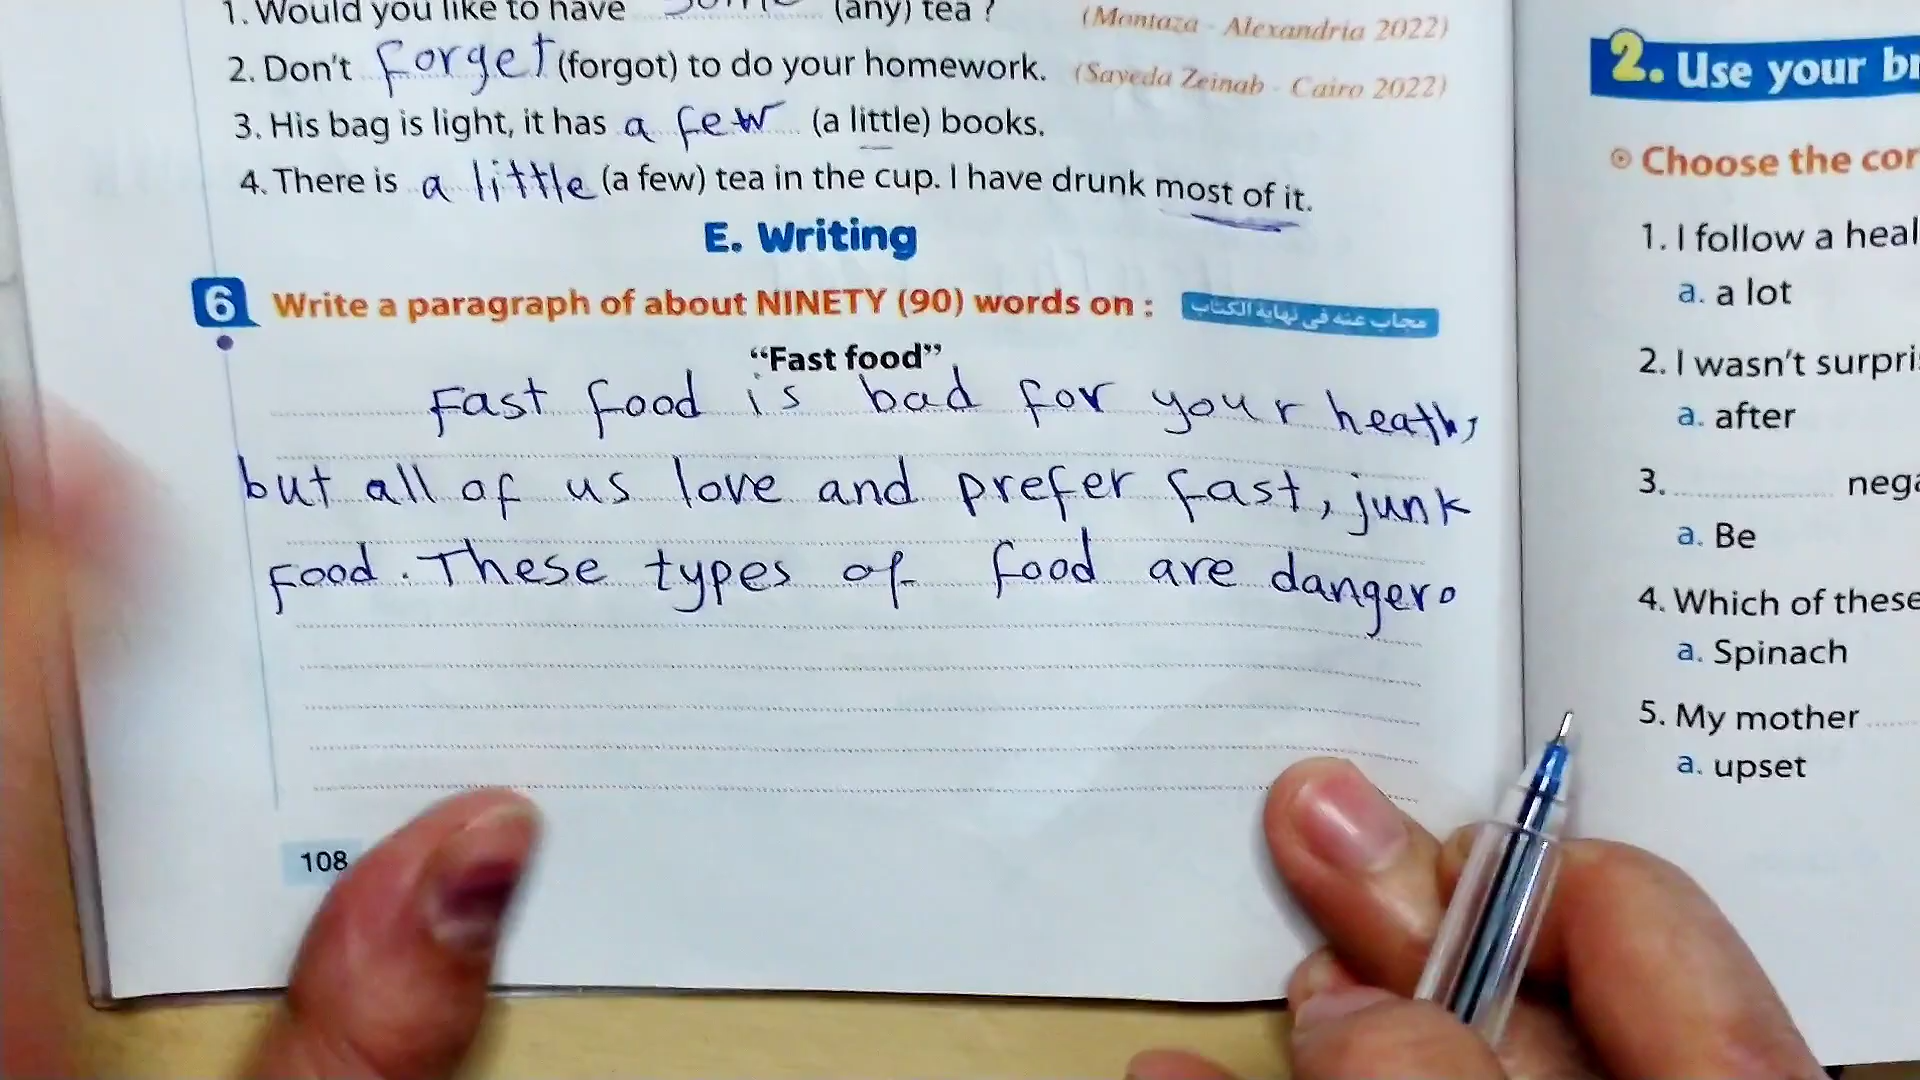 1. Would you like to have some (any) tea ? (Montaza - Alexandria 2022)
2. Don't forget (forgot) to do your homework. (Sayeda Zeinab - Cairo 2022)
3. His bag is light, it has a few (a little) books.
4. There is a little (a few) tea in the cup. I have drunk most of it.
E. Writing
6 Write a paragraph of about NINETY (90) words on : مجاب عنه في نهاية الكتاب
“Fast food”
Fast food is bad for your heath,
but all of us love and prefer fast, junk
food. These types of food are dangero
108
2. Use your br
Choose the cor
1. I follow a heal
a. a lot
2. I wasn't surpri
a. after
3. .............. nega
a. Be
4. Which of these
a. Spinach
5. My mother ......
a. upset